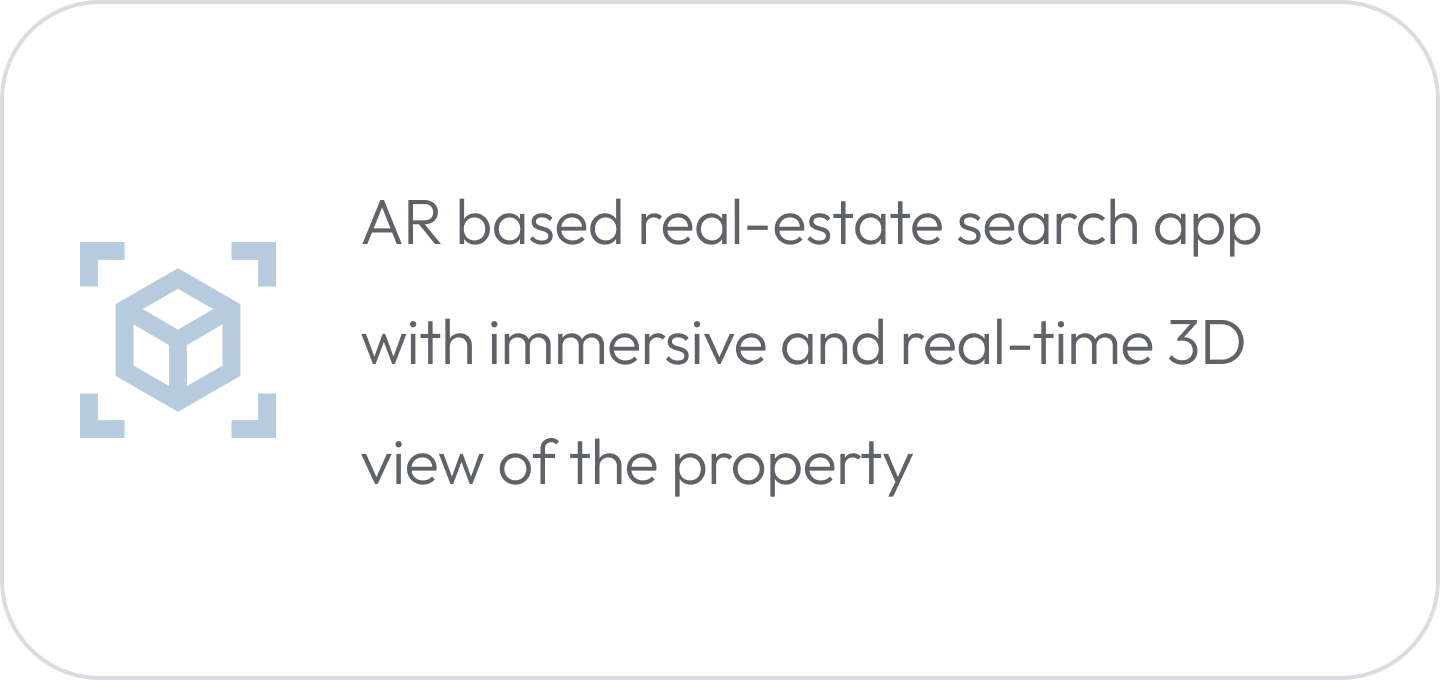 AR based real-estate search app
with immersive and real-time 3D
view of the property